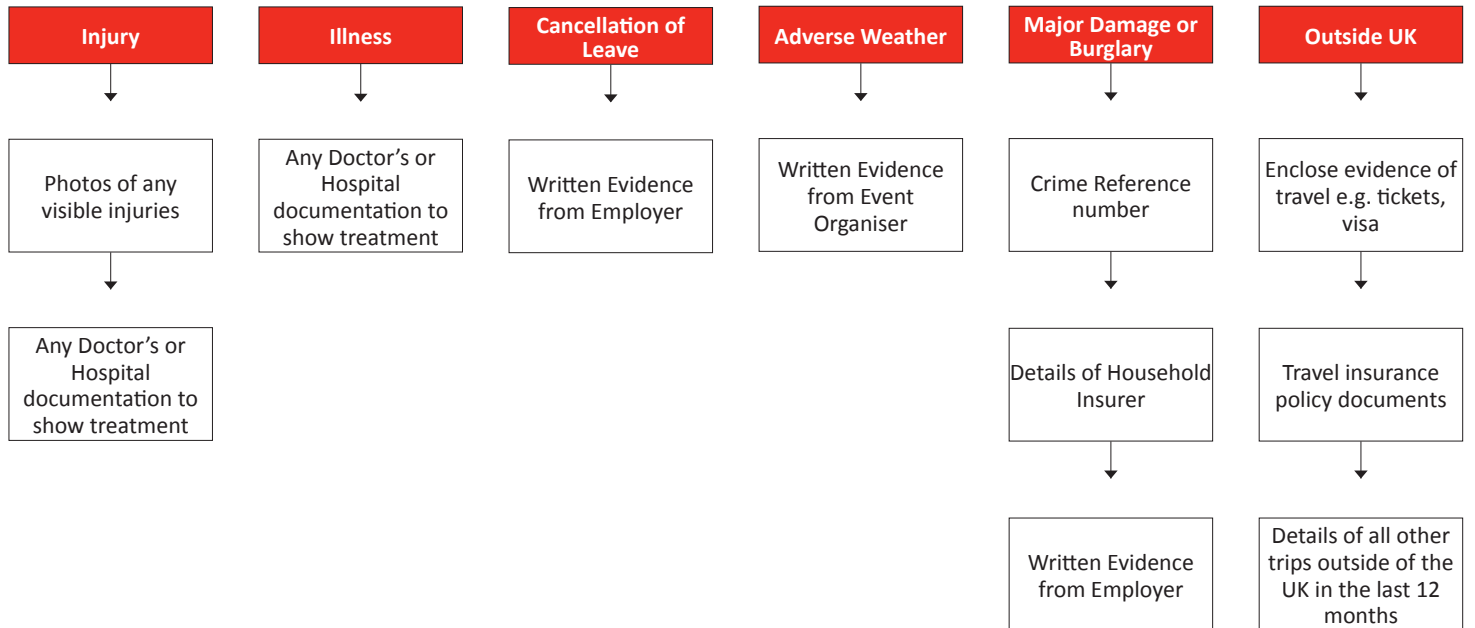 Injury
Photos of any
visible injuries
Any Doctor’s or
Hospital
documentation to
show treatment
Illness
Any Doctor’s or
Hospital
documentation to
show treatment
Cancellation of
Leave
Written Evidence
from Employer
Adverse Weather
Written Evidence
from Event
Organiser
Major Damage or
Burglary
Crime Reference
number
Details of Household
Insurer
Written Evidence
from Employer
Outside UK
Enclose evidence of
travel e.g. tickets,
visa
Travel insurance
policy documents
Details of all other
trips outside of the
UK in the last 12
months